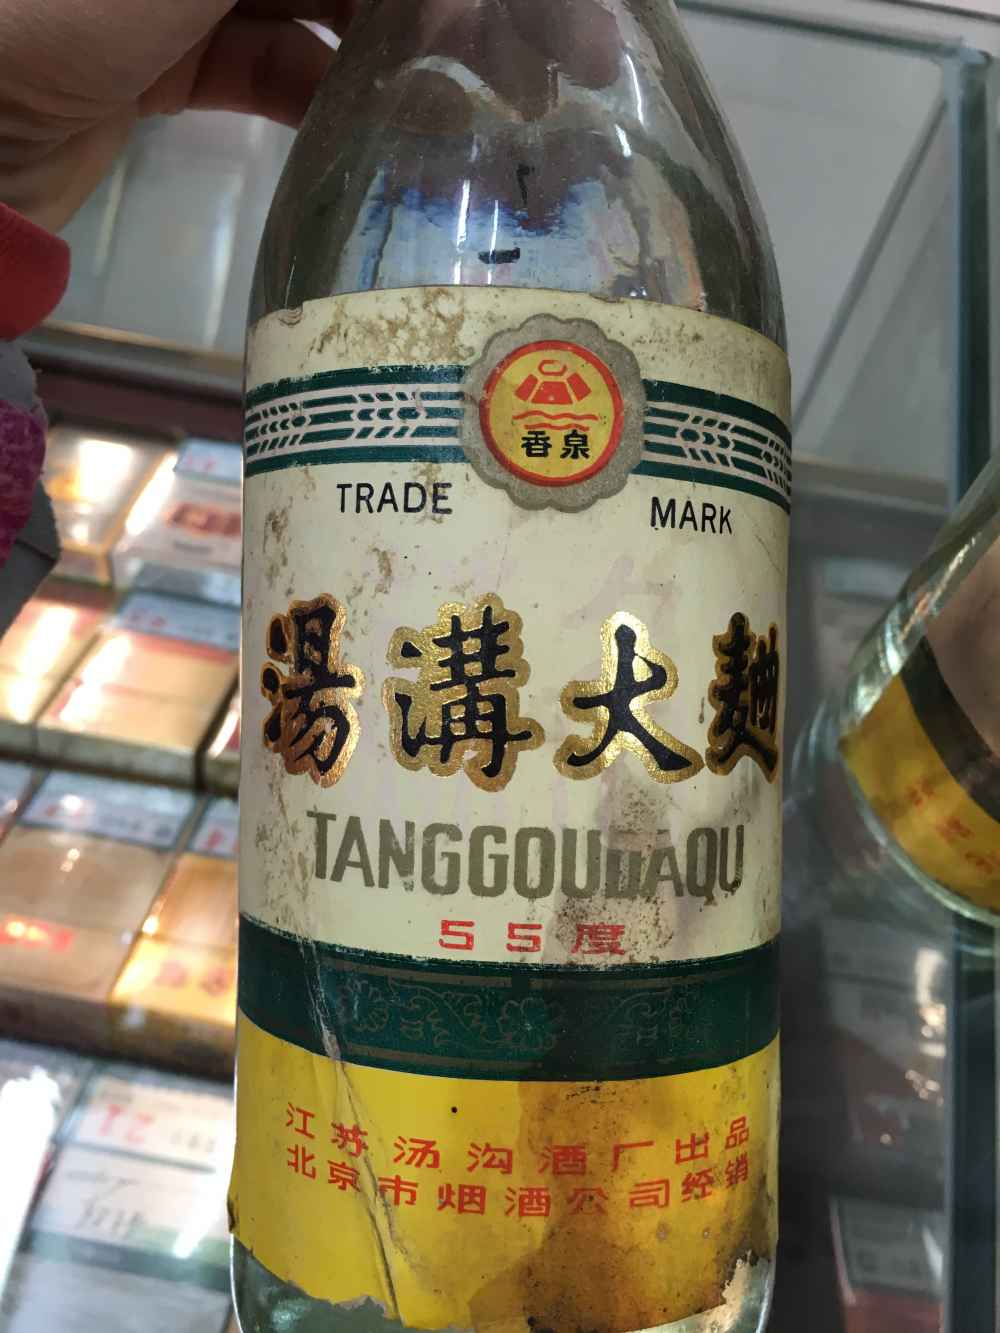 香泉
TRADE MARK
湯溝大麯
TANGGOUDAQU
55度
江苏汤沟酒厂出品
北京市烟酒公司经销